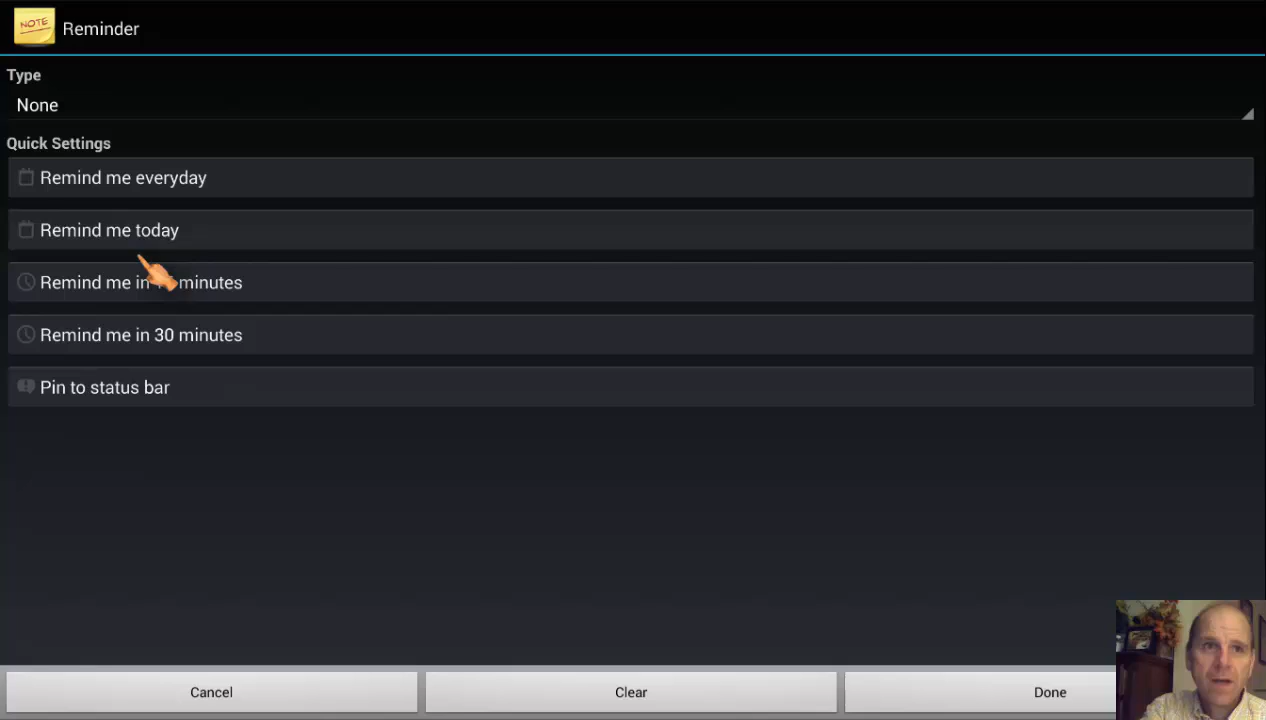 NOTE
Reminder
Type
None
Quick Settings
Remind me everyday
Remind me today
Remind me in minutes
Remind me in 30 minutes
Pin to status bar
Cancel Clear Done